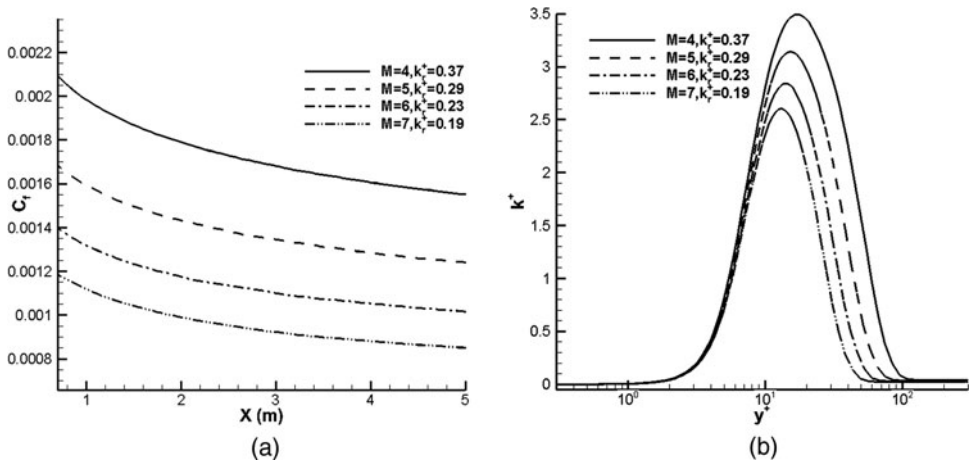 0.0022
0.002
0.0018
0.0016
0.0014
0.0012
0.001
0.0008
C_f
M=4,k_r^+=0.37
M=5,k_r^+=0.29
M=6,k_r^+=0.23
M=7,k_r^+=0.19
1 2 3 4 5
X (m)
(a)
3.5
3
2.5
2
1.5
1
0.5
0
k^+
M=4,k_r^+=0.37
M=5,k_r^+=0.29
M=6,k_r^+=0.23
M=7,k_r^+=0.19
10^0 10^1 10^2
y^+
(b)